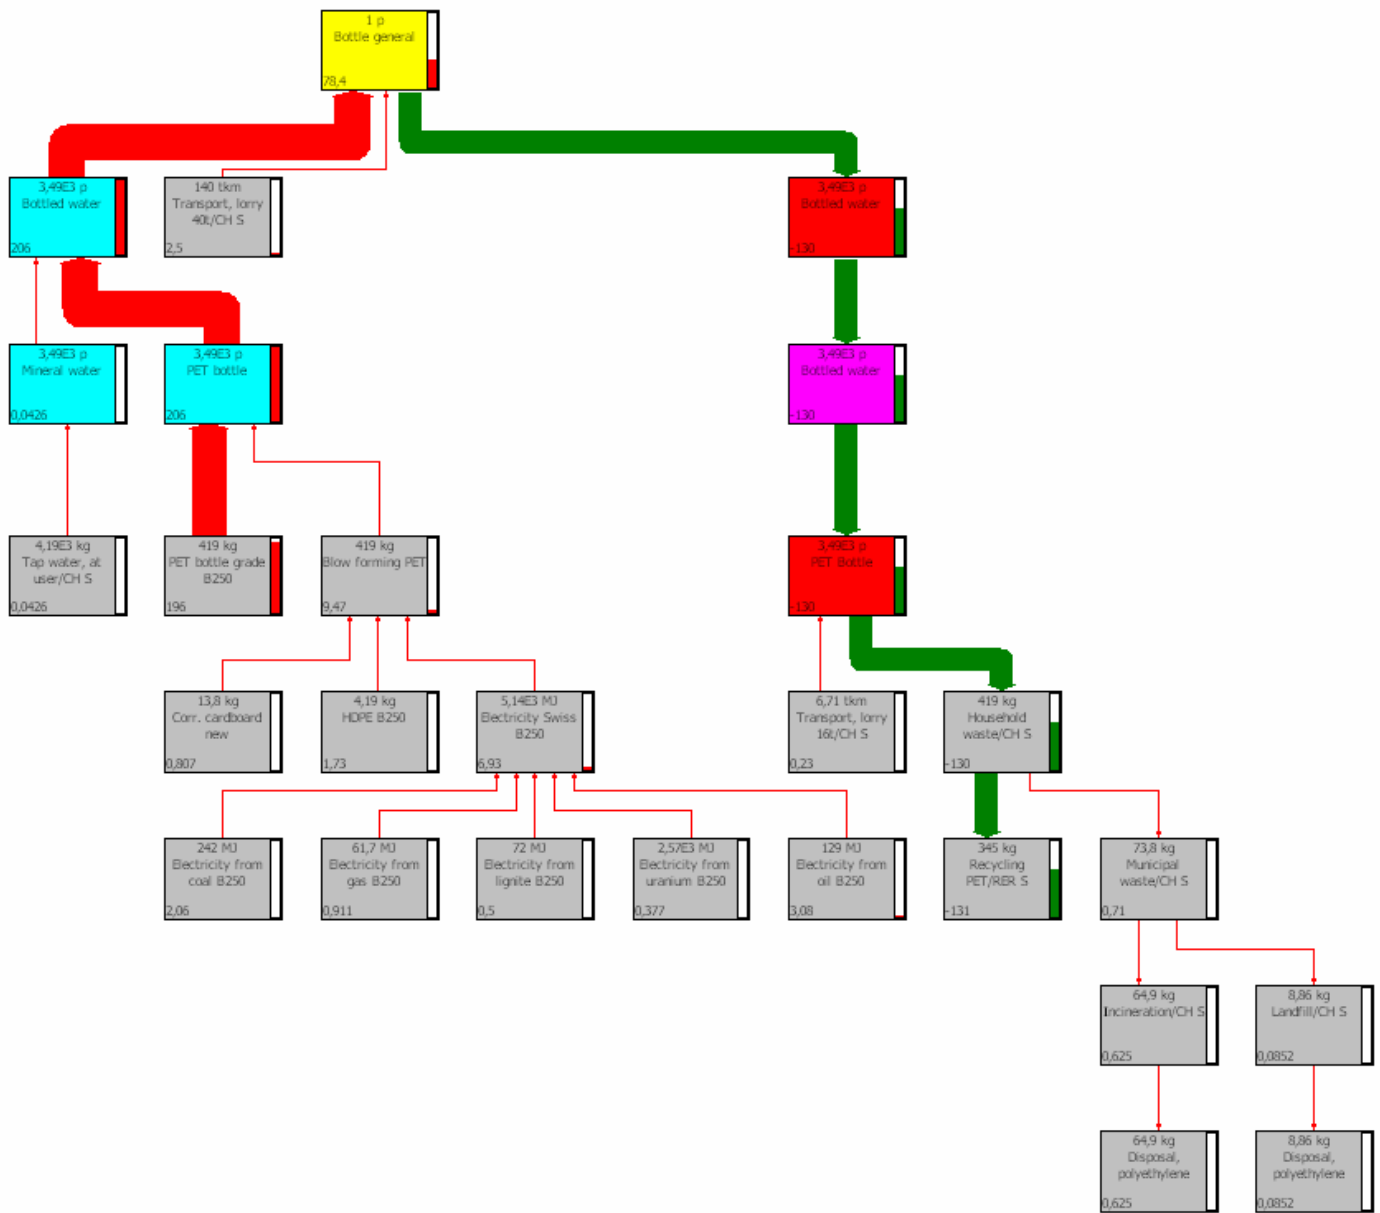 1 p
Bottle general
78,4
3,49E3 p
Bottled water
206
140 tkm
Transport, lorry
40t/CH S
2,5
3,49E3 p
Bottled water
-130
3,49E3 p
Mineral water
0,0426
3,49E3 p
PET bottle
206
3,49E3 p
Bottled water
-130
4,19E3 kg
Tap water, at
user/CH S
0,0426
419 kg
PET bottle grade
B250
196
419 kg
Blow forming PET
9,47
3,49E3 p
PET Bottle
-130
13,8 kg
Corr. cardboard
new
0,807
4,19 kg
HDPE B250
1,73
5,14E3 MJ
Electricity Swiss
B250
6,93
6,71 tkm
Transport, lorry
16t/CH S
0,23
419 kg
Household
waste/CH S
-130
242 MJ
Electricity from
coal B250
2,06
61,7 MJ
Electricity from
gas B250
0,911
72 MJ
Electricity from
lignite B250
0,5
2,57E3 MJ
Electricity from
uranium B250
0,377
129 MJ
Electricity from
oil B250
3,08
345 kg
Recycling
PET/RER S
-131
73,8 kg
Municipal
waste/CH S
0,71
64,9 kg
Incineration/CH S
0,625
8,86 kg
Landfill/CH S
0,0852
64,9 kg
Disposal,
polyethylene
0,625
8,86 kg
Disposal,
polyethylene
0,0852